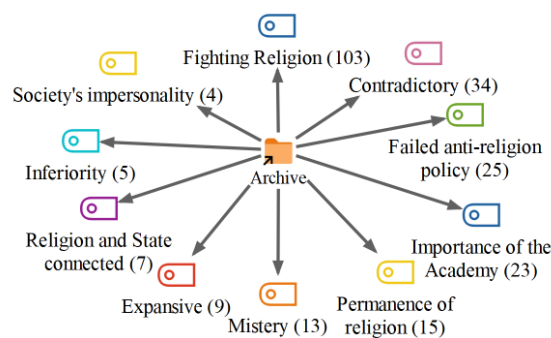 Fighting Religion (103)
Contradictory (34)
Society's impersonality (4)
Failed anti-religion
policy (25)
Inferiority (5)
Archive
Religion and State
connected (7)
Importance of the
Academy (23)
Expansive (9)
Mistery (13)
Permanence of
religion (15)